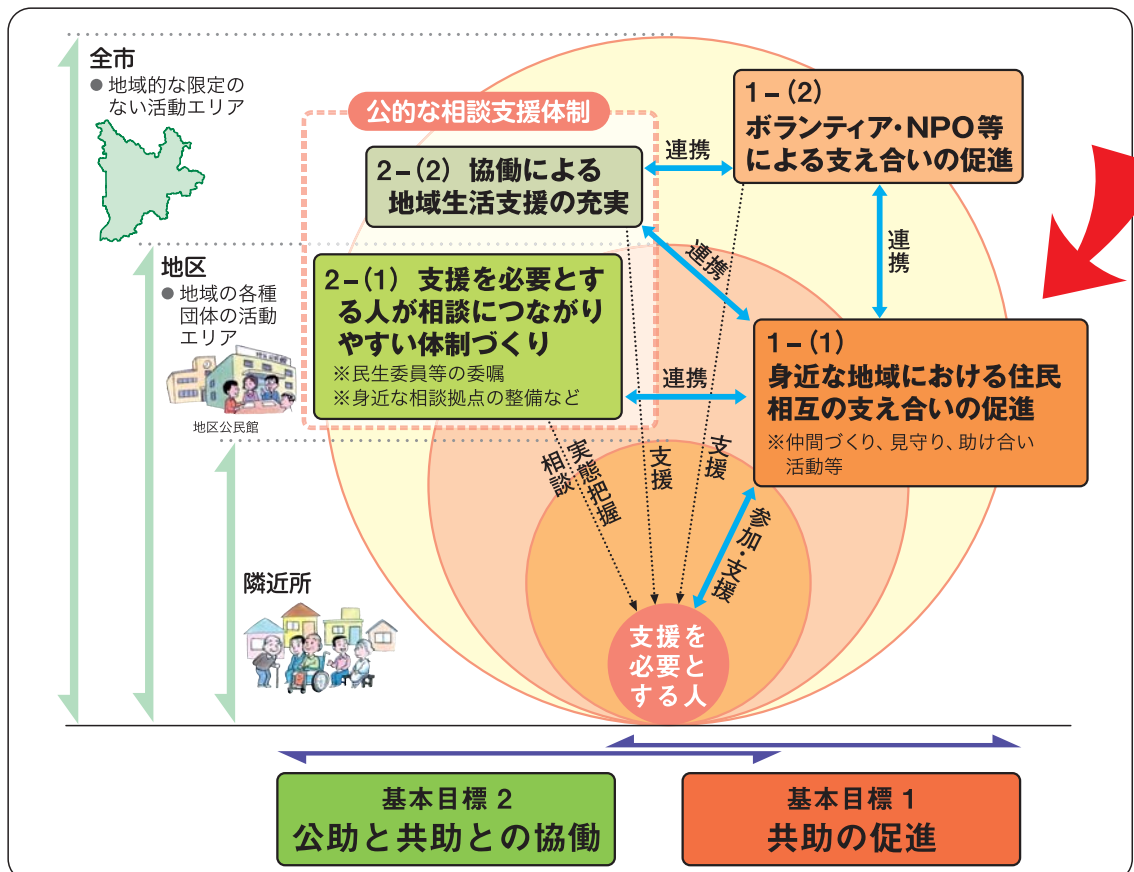 全市
● 地域的な限定の
ない活動エリア
公的な相談支援体制
2－(2) 協働による
地域生活支援の充実
連携
1－(2)
ボランティア・NPO等
による支え合いの促進
連携
連携
地区
● 地域の各種
団体の活動
エリア
地区公民館
2－(1) 支援を必要とす
る人が相談につながり
やすい体制づくり
※民生委員等の委嘱
※身近な相談拠点の整備など
連携
1－(1)
身近な地域における住民
相互の支え合いの促進
※仲間づくり、見守り、助け合い
活動等
相談
実態把握
支援
支援
参加・支援
隣近所
支援を
必要と
する人
基本目標 2
公助と共助との協働
基本目標 1
共助の促進